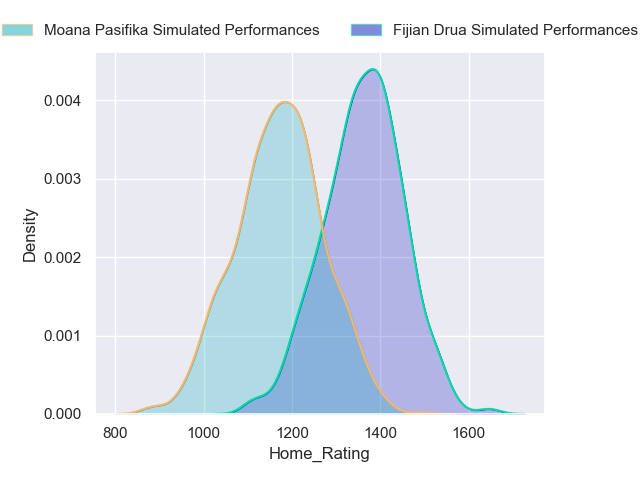 Moana Pasifika Simulated Performances
Fijian Drua Simulated Performances
0.004
0.003
0.002
0.001
0.000
Density
800
1000
1200
1400
1600
Home_Rating